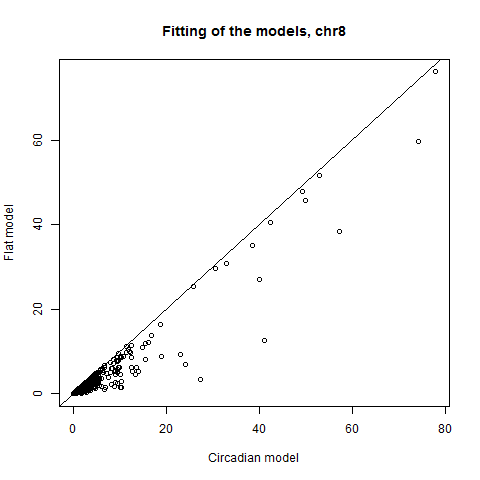 Fitting of the models, chr8
Flat model
60
40
20
0
0 20 40 60 80
Circadian model